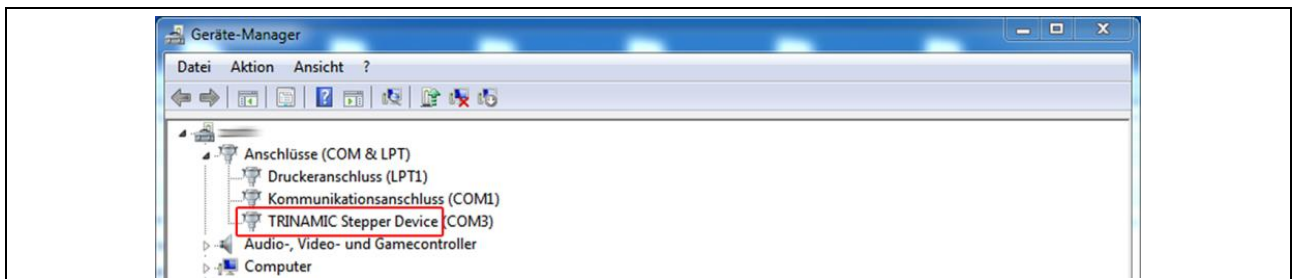 Geräte-Manager
Datei Aktion Ansicht ?
Anschlüsse (COM & LPT)
Druckeranschluss (LPT1)
Kommunikationsanschluss (COM1)
TRINAMIC Stepper Device (COM3)
Audio-, Video- und Gamecontroller
Computer